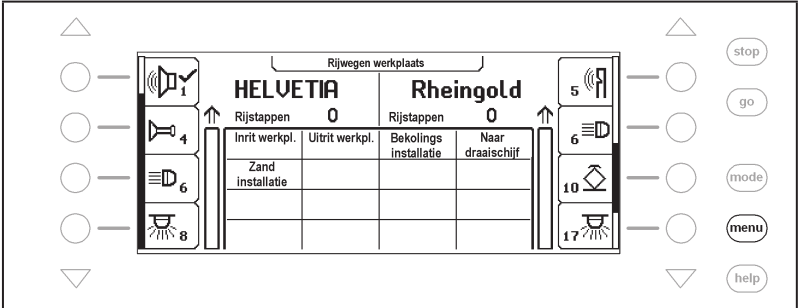 Rijwegen werkplaats
HELVETIA
Rheingold
Rijstappen 0
Rijstappen 0
1
4
6
8
5
6
10
17
Inrit werkpl.
Uitrit werkpl.
Bekolings
installatie
Naar
draaischijf
Zand
installatie
stop
go
mode
menu
help